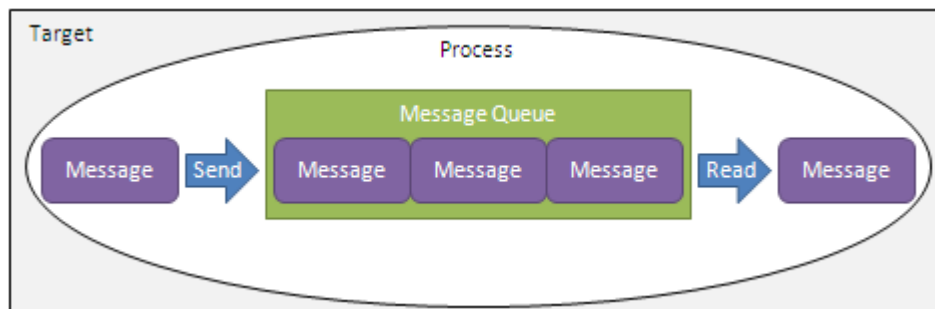 Target
Process
Message Queue
Message
Send
Message
Message
Message
Read
Message